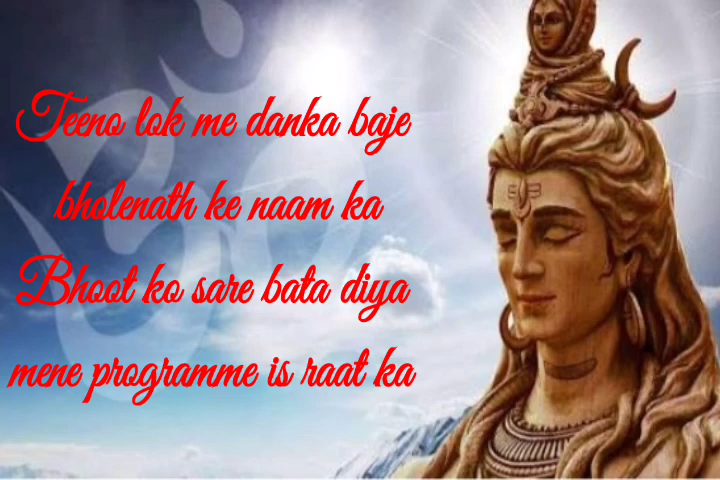 Teeno lok me danka baje
bholenath ke naam ka
Bhoot ko sare bata diya
mene programme is raat ka